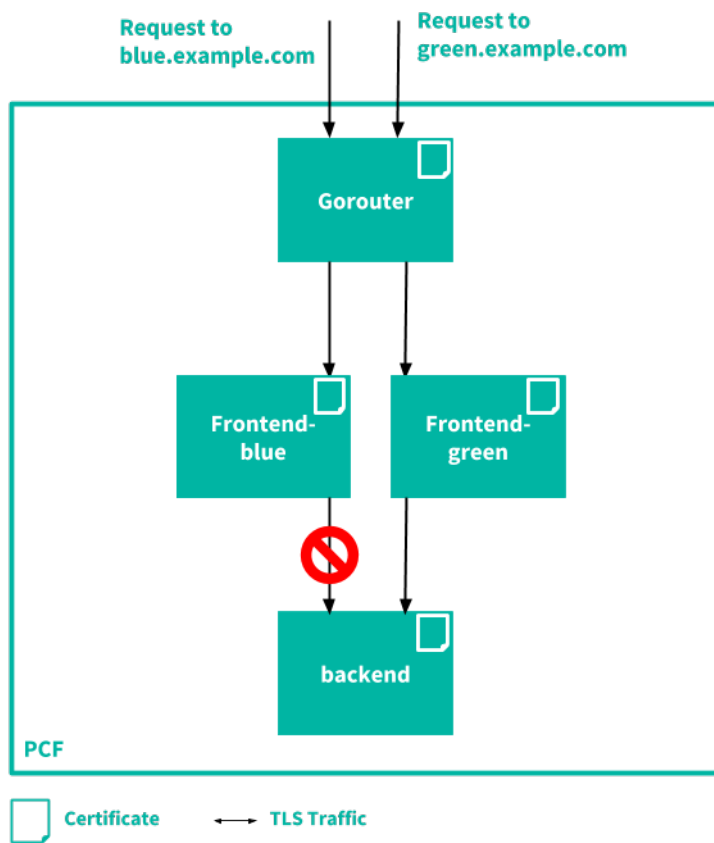 Request to
blue.example.com
Request to
green.example.com
Gorouter
Frontend-
blue
Frontend-
green
backend
PCF
Certificate
TLS Traffic